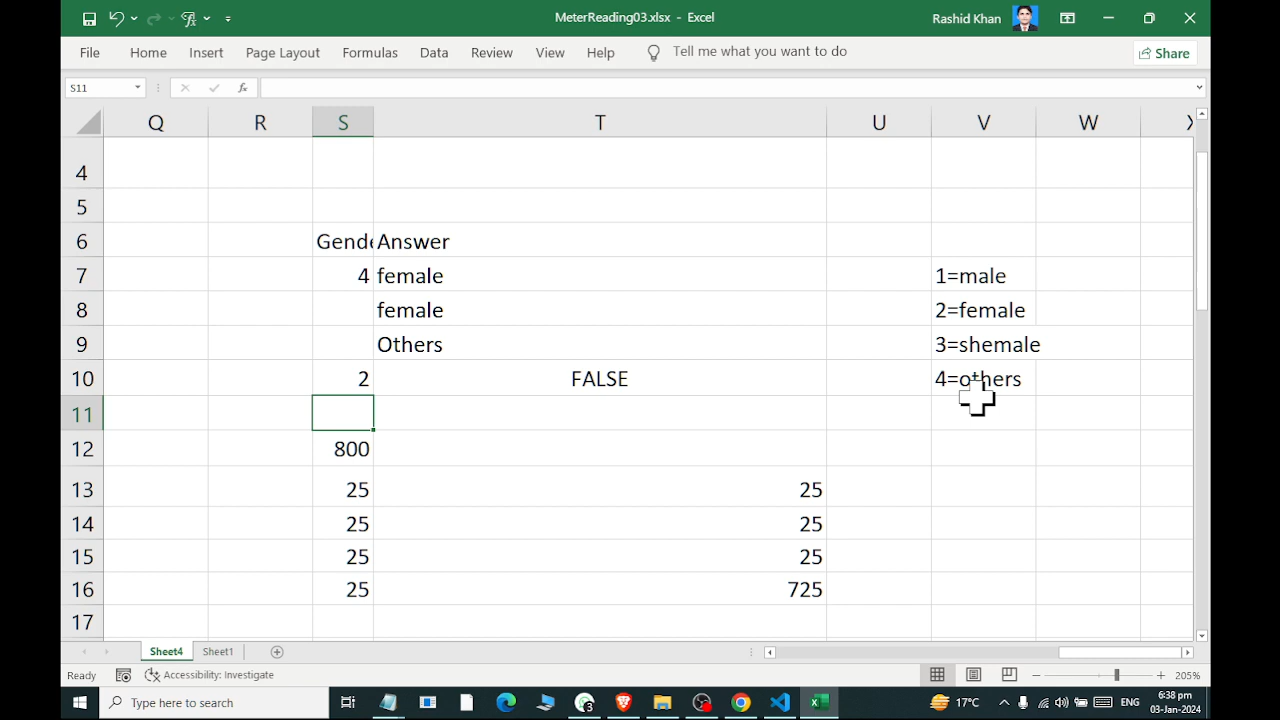 MeterReading03.xlsx - Excel
Rashid Khan
File Home Insert Page Layout Formulas Data Review View Help Tell me what you want to do Share
S11 fx
Q R S T U V W X
4
5
6 Gende Answer
7 4 female 1=male
8 female 2=female
9 Others 3=shemale
10 2 FALSE 4=others
11
12 800
13 25 25
14 25 25
15 25 25
16 25 725
17
Sheet4 Sheet1
Ready Accessibility: Investigate 205%
Type here to search 17°C ENG 6:38 pm
03-Jan-2024